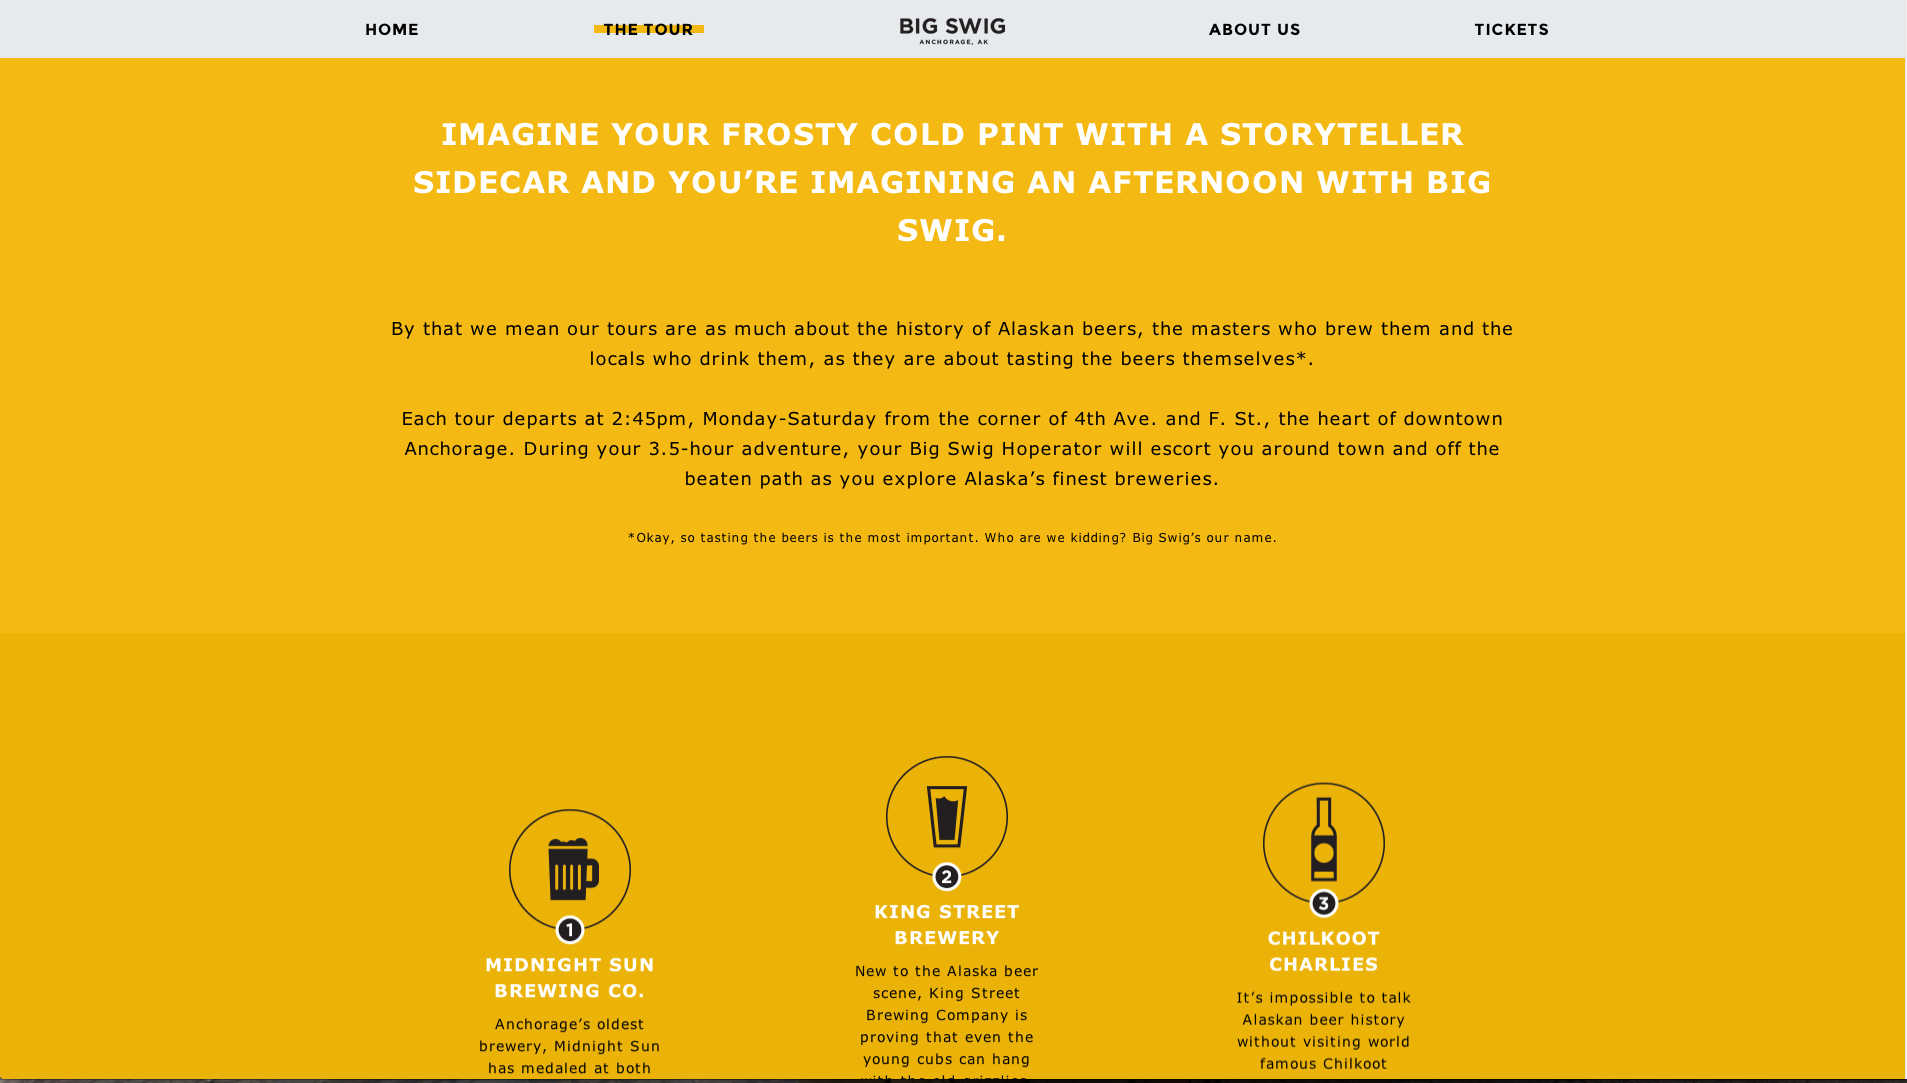 HOME
THE TOUR
BIG SWIG
ANCHORAGE, AK
ABOUT US
TICKETS
IMAGINE YOUR FROSTY COLD PINT WITH A STORYTELLER
SIDECAR AND YOU’RE IMAGINING AN AFTERNOON WITH BIG
SWIG.
By that we mean our tours are as much about the history of Alaskan beers, the masters who brew them and the
locals who drink them, as they are about tasting the beers themselves*.
Each tour departs at 2:45pm, Monday-Saturday from the corner of 4th Ave. and F. St., the heart of downtown
Anchorage. During your 3.5-hour adventure, your Big Swig Hoperator will escort you around town and off the
beaten path as you explore Alaska’s finest breweries.
*Okay, so tasting the beers is the most important. Who are we kidding? Big Swig’s our name.
1
MIDNIGHT SUN
BREWING CO.
Anchorage’s oldest
brewery, Midnight Sun
has medaled at both
2
KING STREET
BREWERY
New to the Alaska beer
scene, King Street
Brewing Company is
proving that even the
young cubs can hang
with the old grizzlies.
3
CHILKOOT
CHARLIES
It’s impossible to talk
Alaskan beer history
without visiting world
famous Chilkoot